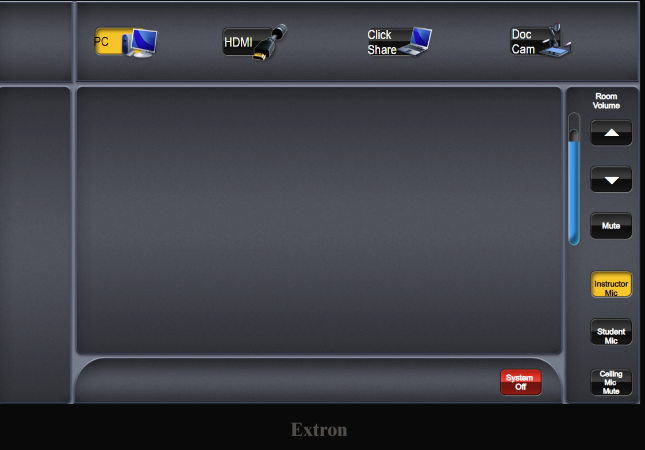 PC
HDMI
Click
Share
Doc
Cam
Room
Volume
Mute
Instructor
Mic
Student
Mic
Ceiling
Mic
Mute
System
Off
Extron